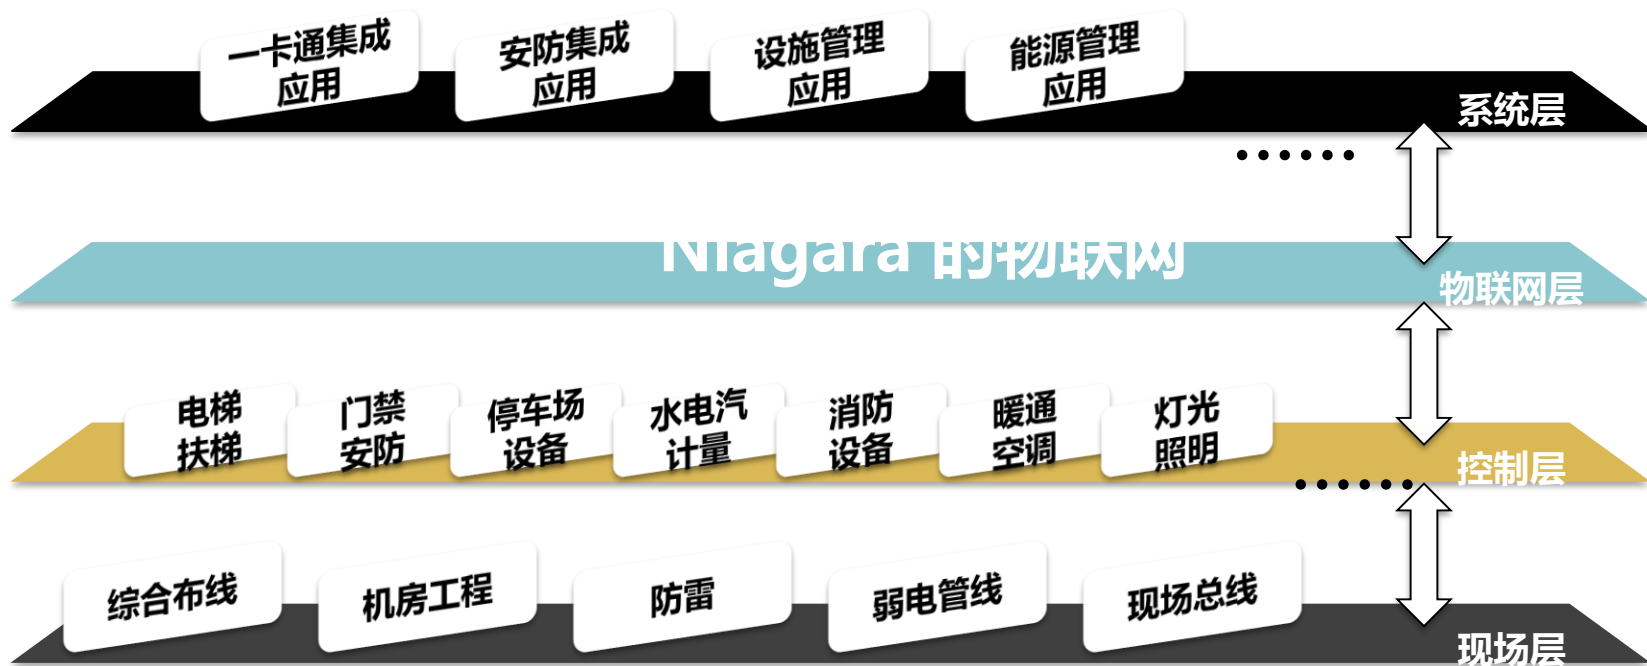 一卡通集成
应用
安防集成
应用
设施管理
应用
能源管理
应用
系统层
......
Niagara 的物联网
物联网层
电梯
扶梯
门禁
安防
停车场
设备
水电汽
计量
消防
设备
暖通
空调
灯光
照明
控制层
......
综合布线
机房工程
防雷
弱电管线
现场总线
现场层